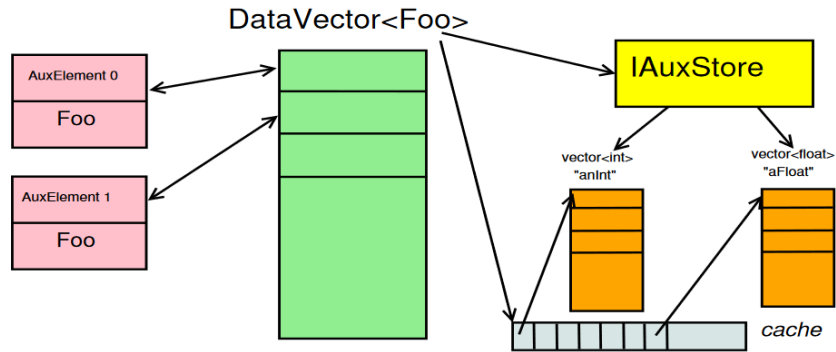 DataVector<Foo>
AuxElement 0
Foo
AuxElement 1
Foo
IAuxStore
vector<int>
"anInt"
vector<float>
"aFloat"
cache